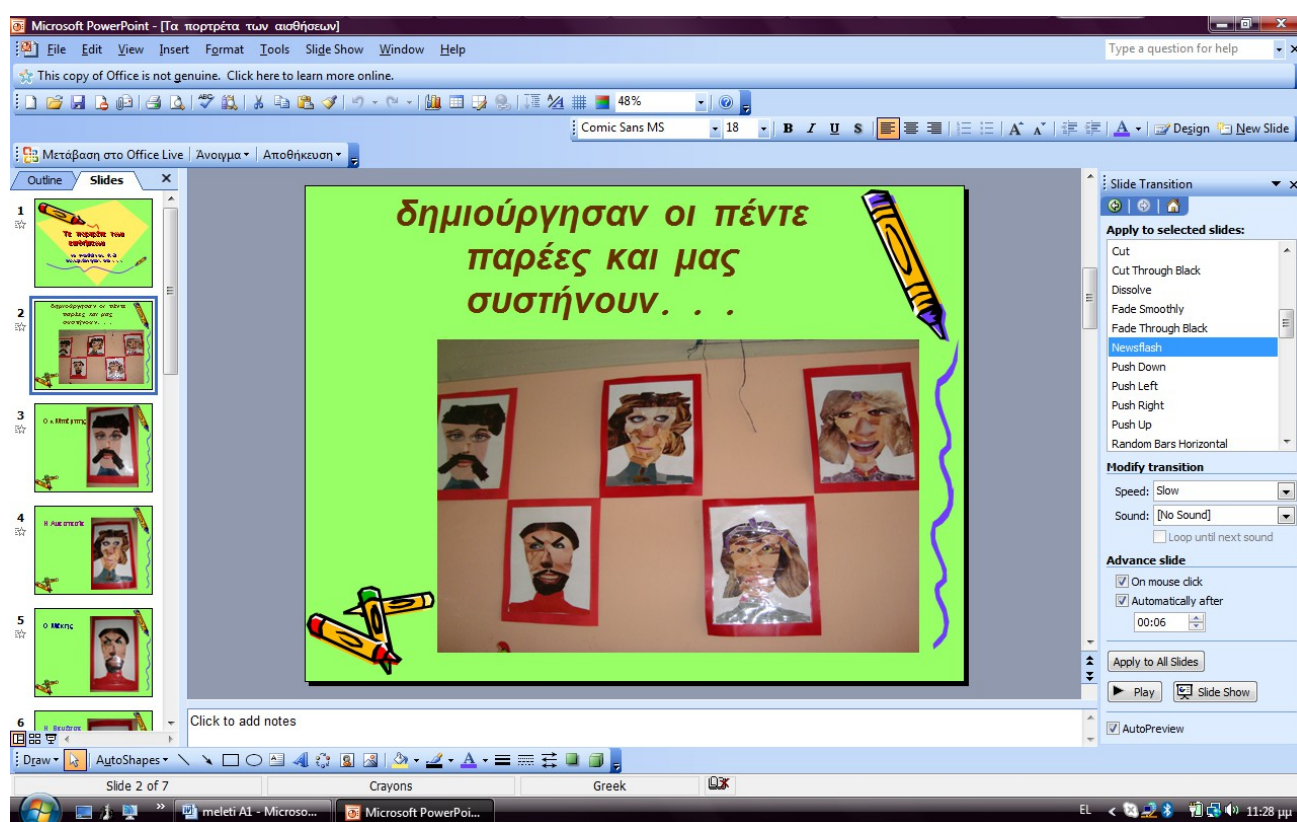 Microsoft PowerPoint - [Τα πορτρέτα των αισθήσεων]
File Edit View Insert Format Tools Slide Show Window Help
Type a question for help
This copy of Office is not genuine. Click here to learn more online.
48%
Comic Sans MS 18 B I U S Design New Slide
Μετάβαση στο Office Live Άνοιγμα Αποθήκευση
Outline Slides
1
2
3
4
5
6
δημιούργησαν οι πέντε
παρέες και μας
συστήνουν. . .
Slide Transition
Apply to selected slides:
Cut
Cut Through Black
Dissolve
Fade Smoothly
Fade Through Black
Newsflash
Push Down
Push Left
Push Right
Push Up
Random Bars Horizontal
Modify transition
Speed: Slow
Sound: [No Sound]
Loop until next sound
Advance slide
On mouse click
Automatically after
00:06
Apply to All Slides
Play Slide Show
AutoPreview
Click to add notes
Draw AutoShapes
Slide 2 of 7 Crayons Greek
meleti A1 - Microso... Microsoft PowerPoi... EL 11:28 μμ